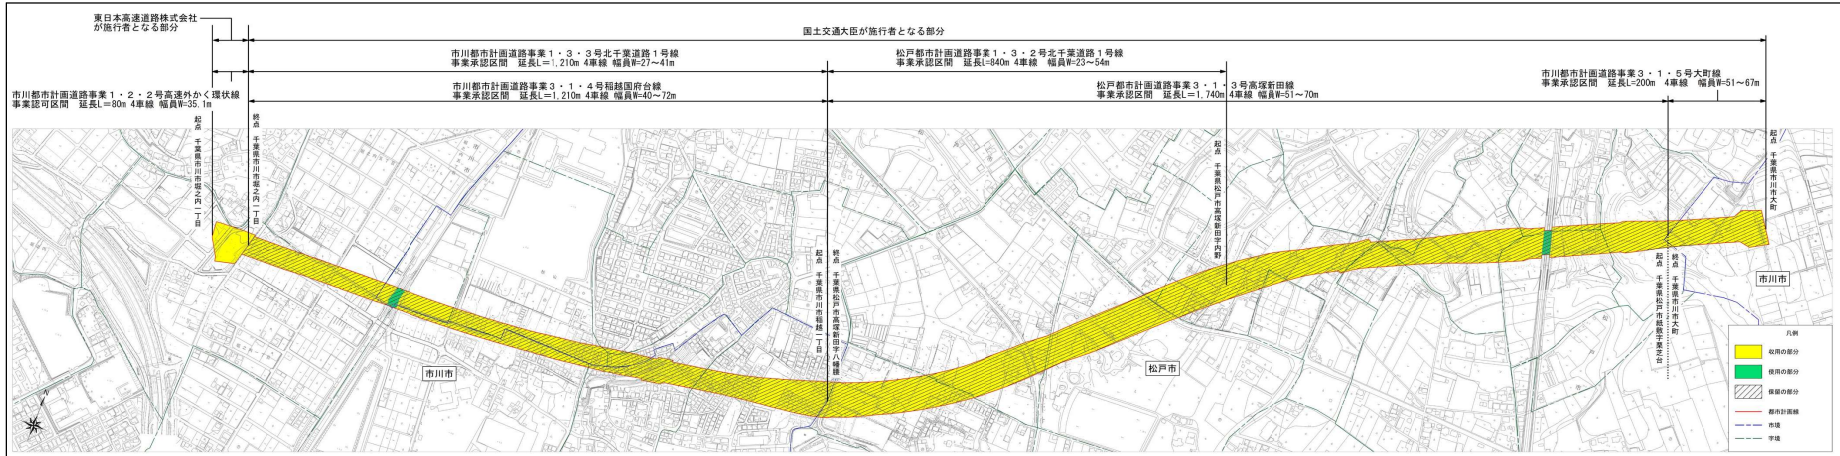 東日本高速道路株式会社
が施行者となる部分
国土交通大臣が施行者となる部分
市川都市計画道路事業1・3・3号北千葉道路1号線
事業承認区間 延長L=1,210m 4車線 幅員W=27～41m
松戸都市計画道路事業1・3・2号北千葉道路1号線
事業承認区間 延長L=840m 4車線 幅員W=23～54m
市川都市計画道路事業1・2・2号高速外かく環状線
事業認可区間 延長L=80m 4車線 幅員W=35.1m
市川都市計画道路事業3・1・4号稲越国府台線
事業承認区間 延長L=1,210m 4車線 幅員W=40～72m
松戸都市計画道路事業3・1・3号高塚新田線
事業承認区間 延長L=1,740m 4車線 幅員W=51～70m
市川都市計画道路事業3・1・5号大町線
事業承認区間 延長L=200m 4車線 幅員W=51～67m
起点 千葉県市川市堀之内一丁目
終点 千葉県市川市堀之内一丁目
起点 千葉県市川市稲越一丁目
終点 千葉県松戸市高塚新田字八幡腰
起点 千葉県松戸市高塚新田字内野
起点 千葉県松戸市紙敷字栗芝台
終点 千葉県市川市大町
起点 千葉県市川市大町
市川市
松戸市
市川市
凡例
収用の部分
使用の部分
保留の部分
都市計画線
市境
字境
N